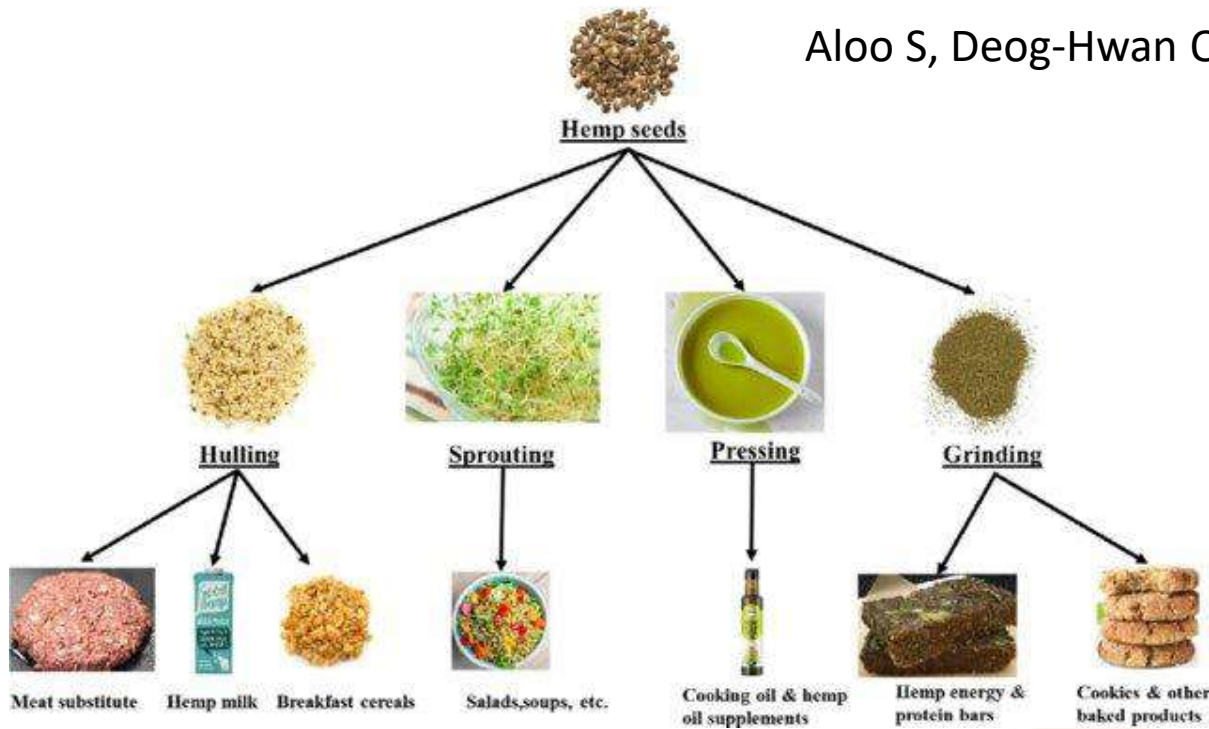 Aloo S, Deog-Hwan
Hemp seeds
Hulling
Sprouting
Pressing
Grinding
Meat substitute
Hemp milk
Breakfast cereals
Salads,soups, etc.
Cooking oil & hemp
oil supplements
Hemp energy &
protein bars
Cookies & other
baked products